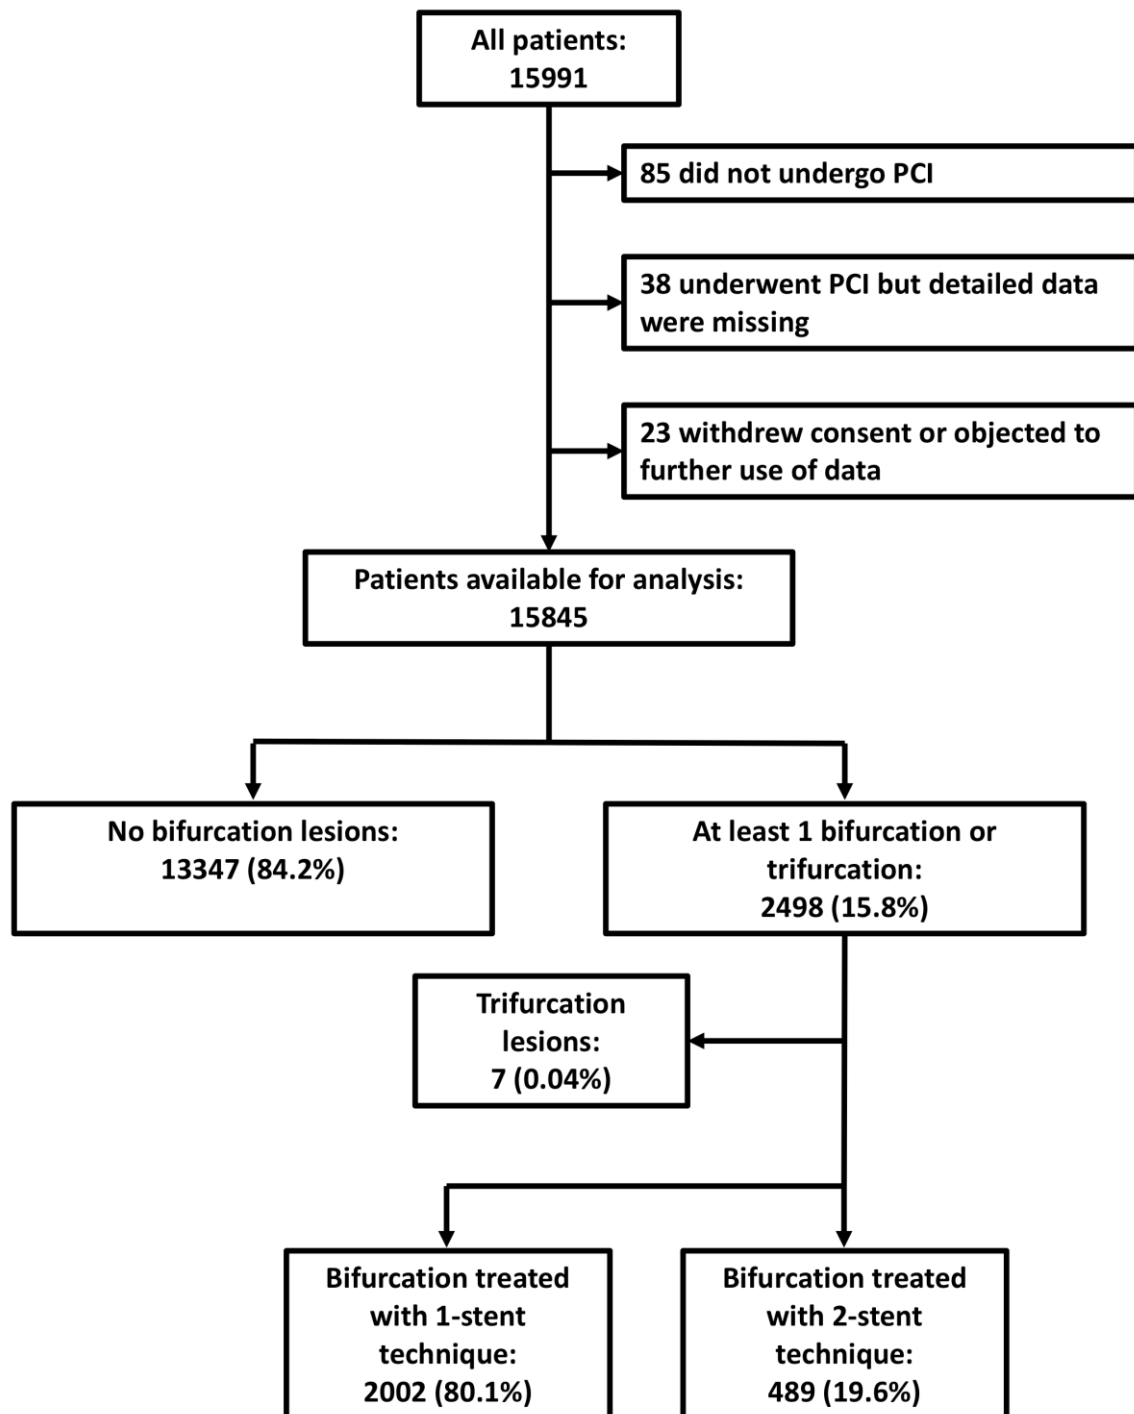 All patients:
15991
85 did not undergo PCI
38 underwent PCI but detailed data
were missing
23 withdrew consent or objected to
further use of data
Patients available for analysis:
15845
No bifurcation lesions:
13347 (84.2%)
At least 1 bifurcation or
trifurcation:
2498 (15.8%)
Trifurcation
lesions:
7 (0.04%)
Bifurcation treated
with 1-stent
technique:
2002 (80.1%)
Bifurcation treated
with 2-stent
technique:
489 (19.6%)